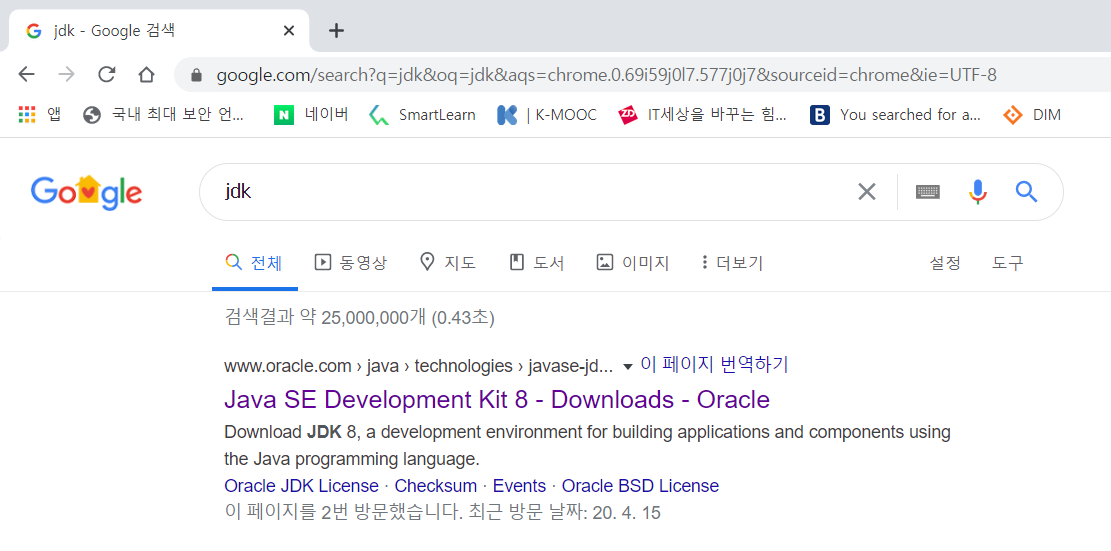 jdk - Google 검색
google.com/search?q=jdk&oq=jdk&aqs=chrome.0.69i59j0l7.577j0j7&sourceid=chrome&ie=UTF-8
앱 국내 최대 보안 언... N 네이버 SmartLearn K | K-MOOC ZD IT세상을 바꾸는 힘... B You searched for a... DIM
Google jdk
전체 동영상 지도 도서 이미지 더보기 설정 도구
검색결과 약 25,000,000개 (0.43초)
www.oracle.com › java › technologies › javase-jd... 이 페이지 번역하기
Java SE Development Kit 8 - Downloads - Oracle
Download JDK 8, a development environment for building applications and components using
the Java programming language.
Oracle JDK License · Checksum · Events · Oracle BSD License
이 페이지를 2번 방문했습니다. 최근 방문 날짜: 20. 4. 15